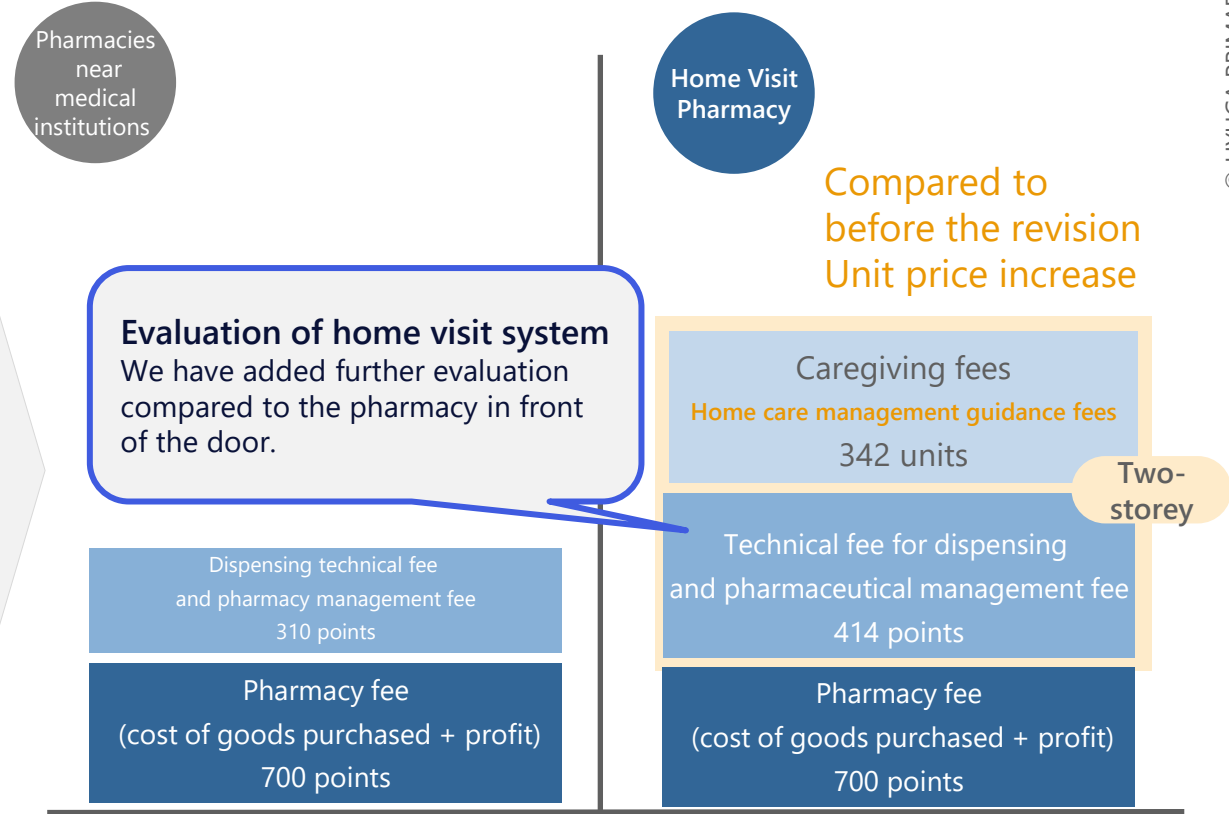 Pharmacies
near
medical
institutions
Home Visit
Pharmacy
Compared to
before the revision
Unit price increase
Evaluation of home visit system
We have added further evaluation
compared to the pharmacy in front
of the door.
Caregiving fees
Home care management guidance fees
342 units
Two-
storey
Technical fee for dispensing
and pharmaceutical management fee
414 points
Dispensing technical fee
and pharmacy management fee
310 points
Pharmacy fee
(cost of goods purchased + profit)
700 points
Pharmacy fee
(cost of goods purchased + profit)
700 points